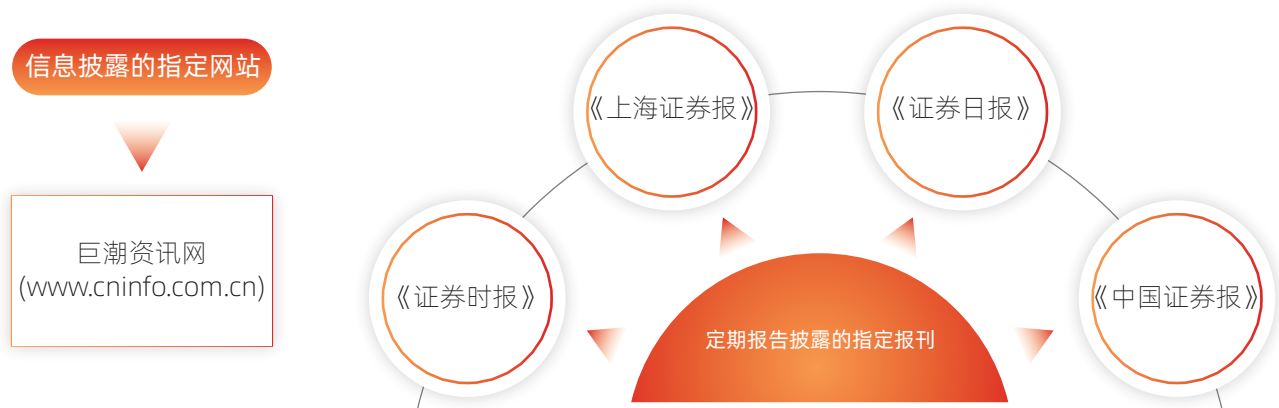 信息披露的指定网站
巨潮资讯网
(www.cninfo.com.cn)
《上海证券报》
《证券日报》
《证券时报》
《中国证券报》
定期报告披露的指定报刊